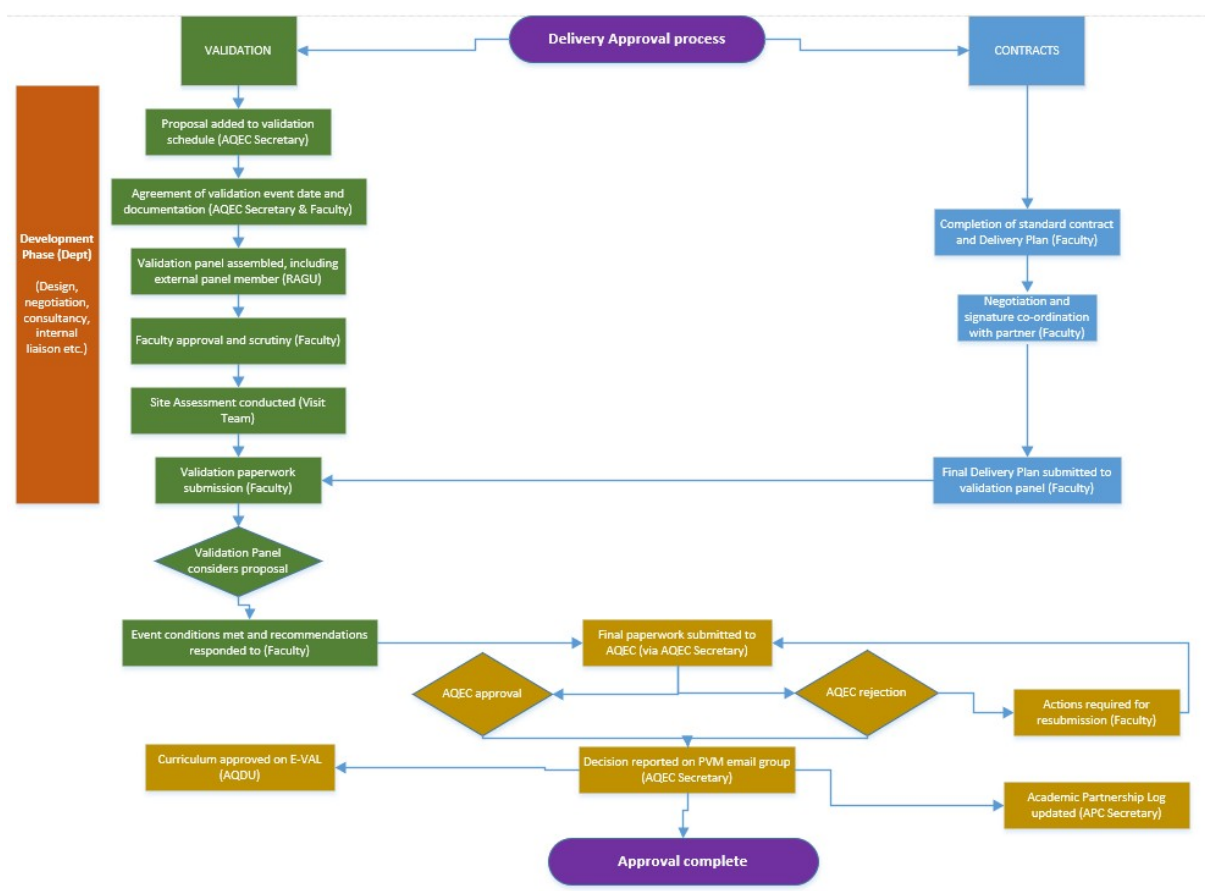 Delivery Approval process
VALIDATION
CONTRACTS
Development
Phase (Dept)
(Design,
negotiation,
consultancy,
internal
liaison etc.)
Proposal added to validation
schedule (AQEC Secretary)
Agreement of validation event date and
documentation (AQEC Secretary & Faculty)
Validation panel assembled, including
external panel member (RAGU)
Faculty approval and scrutiny (Faculty)
Site Assessment conducted (Visit
Team)
Validation paperwork
submission (Faculty)
Completion of standard contract
and Delivery Plan (Faculty)
Negotiation and
signature co-ordination
with partner (Faculty)
Final Delivery Plan submitted to
validation panel (Faculty)
Validation Panel
considers proposal
Event conditions met and recommendations
responded to (Faculty)
Final paperwork submitted to
AQEC (via AQEC Secretary)
AQEC approval
AQEC rejection
Actions required for
resubmission (Faculty)
Curriculum approved on E-VAL
(AQDU)
Decision reported on PVM email group
(AQEC Secretary)
Academic Partnership Log
updated (APC Secretary)
Approval complete